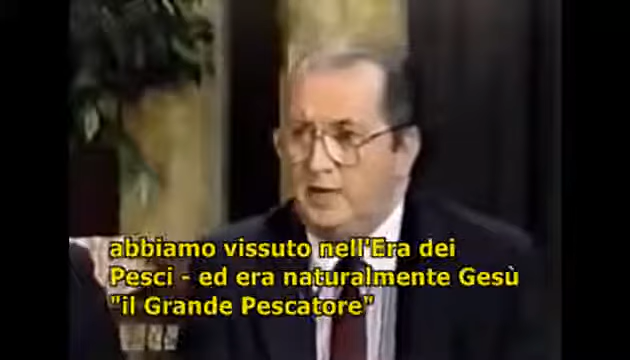 abbiamo vissuto nell'Era dei
Pesci - ed era naturalmente Gesù
"il Grande Pescatore"